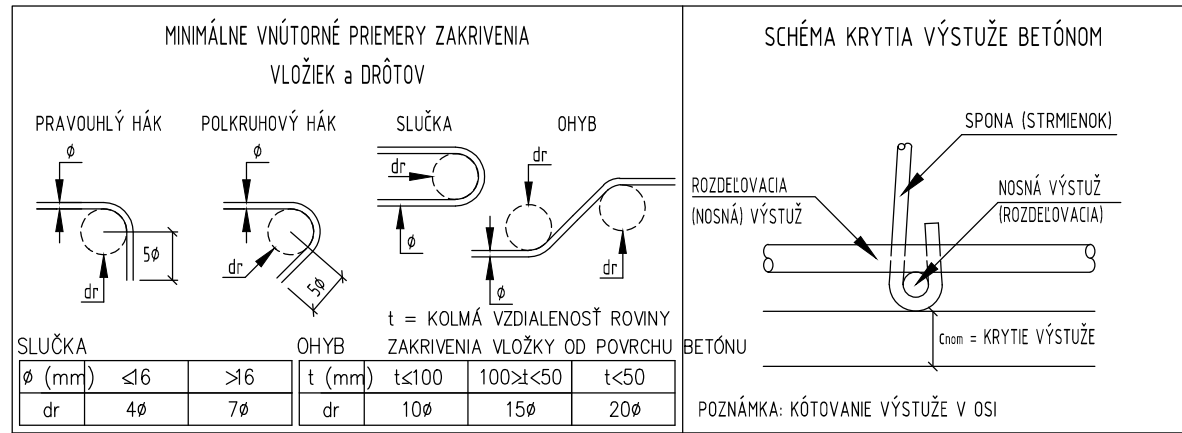 MINIMÁLNE VNÚTORNÉ PRIEMERY ZAKRIVENIA
VLOŽIEK a DRÔTOV
PRAVOUHLÝ HÁK
POLKRUHOVÝ HÁK
SLUČKA
OHYB
ø
dr
5ø
ø
dr
5ø
dr
ø
dr
dr
ø
t = KOLMÁ VZDIALENOSŤ ROVINY
ZAKRIVENIA VLOŽKY OD POVRCHU BETÓNU
SLUČKA
ø (mm) ≤16 >16
dr 4ø 7ø
OHYB
t (mm) t≤100 100>t<50 t<50
dr 10ø 15ø 20ø
SCHÉMA KRYTIA VÝSTUŽE BETÓNOM
SPONA (STRMIENOK)
ROZDEĽOVACIA
(NOSNÁ) VÝSTUŽ
NOSNÁ VÝSTUŽ
(ROZDEĽOVACIA)
Cnom = KRYTIE VÝSTUŽE
POZNÁMKA: KÓTOVANIE VÝSTUŽE V OSI